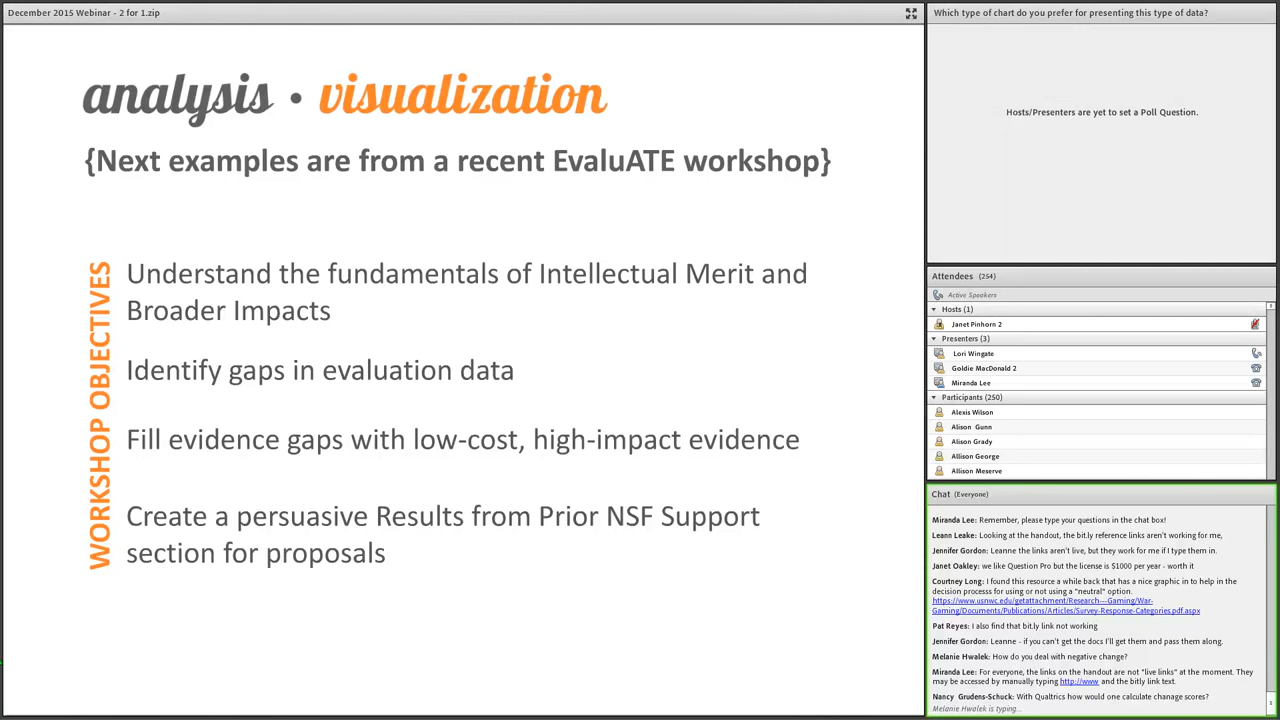 December 2015 Webinar - 2 for 1.zip
analysis • visualization
{Next examples are from a recent EvaluATE workshop}
WORKSHOP OBJECTIVES
Understand the fundamentals of Intellectual Merit and
Broader Impacts
Identify gaps in evaluation data
Fill evidence gaps with low-cost, high-impact evidence
Create a persuasive Results from Prior NSF Support
section for proposals
Which type of chart do you prefer for presenting this type of data?
Hosts/Presenters are yet to set a Poll Question.
Attendees (254)
Active Speakers
Hosts (1)
Janet Pinhorn 2
Presenters (3)
Lori Wingate
Goldie MacDonald 2
Miranda Lee
Participants (250)
Alexis Wilson
Alison Gunn
Alison Grady
Allison George
Allison Meserve
Chat (Everyone)
Miranda Lee: Remember, please type your questions in the chat box!
Leann Leake: Looking at the handout, the bit.ly reference links aren't working for me,
Jennifer Gordon: Leanne the links aren't live, but they work for me if I type them in.
Janet Oakley: we like Question Pro but the license is $1000 per year - worth it
Courtney Long: I found this resource a while back that has a nice graphic in to help in the
decision processs for using or not using a "neutral" option.
https://www.usnwc.edu/getattachment/Research---Gaming/War-
Gaming/Documents/Publications/Articles/Survey-Response-Categories.pdf.aspx
Pat Reyes: I also find that bit.ly link not working
Jennifer Gordon: Leanne - if you can't get the docs I'll get them and pass them along.
Melanie Hwalek: How do you deal with negative change?
Miranda Lee: For everyone, the links on the handout are not "live links" at the moment. They
may be accessed by manually typing http://www and the bitly link text.
Nancy Grudens-Schuck: With Qualtrics how would one calculate chanage scores?
Melanie Hwalek is typing...